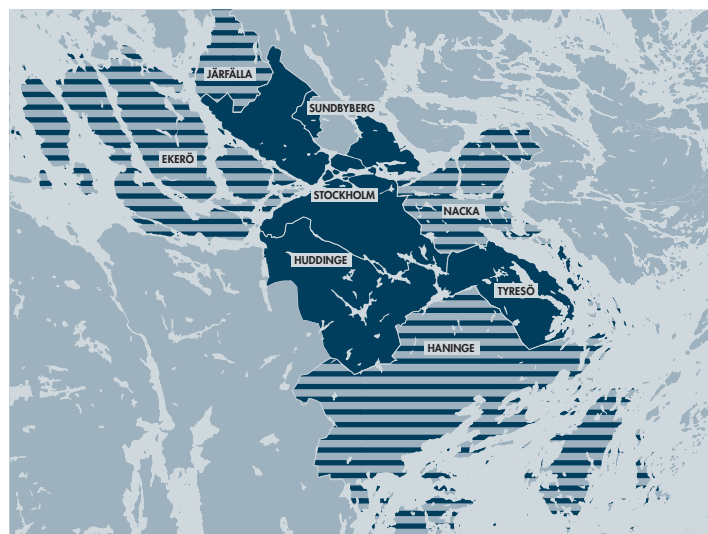 JÄRFÄLLA
SUNDBYBERG
EKERÖ
STOCKHOLM
NACKA
HUDDINGE
TYRESÖ
HANINGE